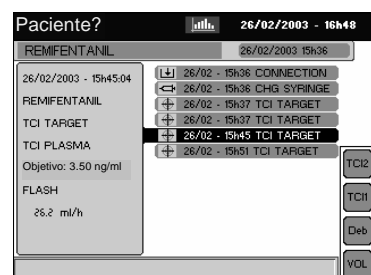 Paciente? 26/02/2003 - 16h48
REMIFENTANIL 26/02/2003 15h36
26/02/2003 - 15h45:04
REMIFENTANIL
TCI TARGET
TCI PLASMA
Objetivo: 3.50 ng/ml
FLASH
26.2 ml/h
26/02 - 15h36 CONNECTION
26/02 - 15h36 CHG SYRINGE
26/02 - 15h37 TCI TARGET
26/02 - 15h37 TCI TARGET
26/02 - 15h45 TCI TARGET
26/02 - 15h51 TCI TARGET
TCI2
TCI1
Deb
VOL